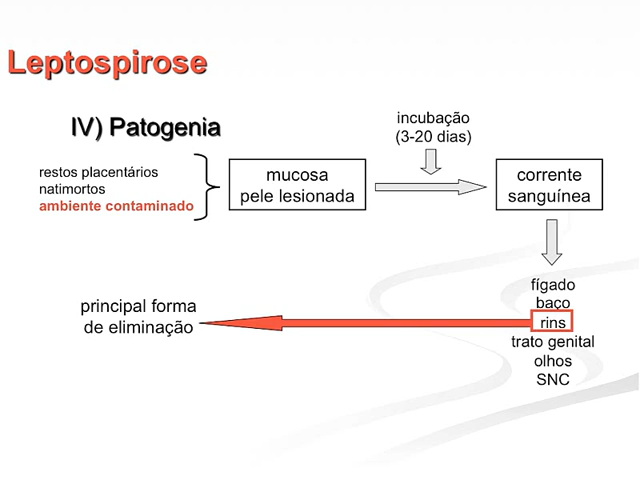 Leptospirose
IV) Patogenia
incubação
(3-20 dias)
restos placentários
natimortos
ambiente contaminado
mucosa
pele lesionada
corrente
sanguínea
fígado
baço
rins
trato genital
olhos
SNC
principal forma
de eliminação